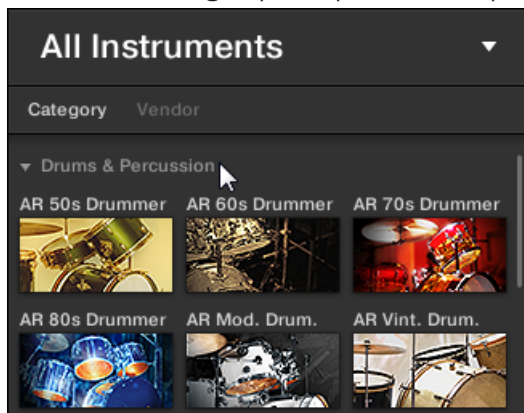 All Instruments
Category Vendor
Drums & Percussion
AR 50s Drummer AR 60s Drummer AR 70s Drummer
AR 80s Drummer AR Mod. Drum. AR Vint. Drum.